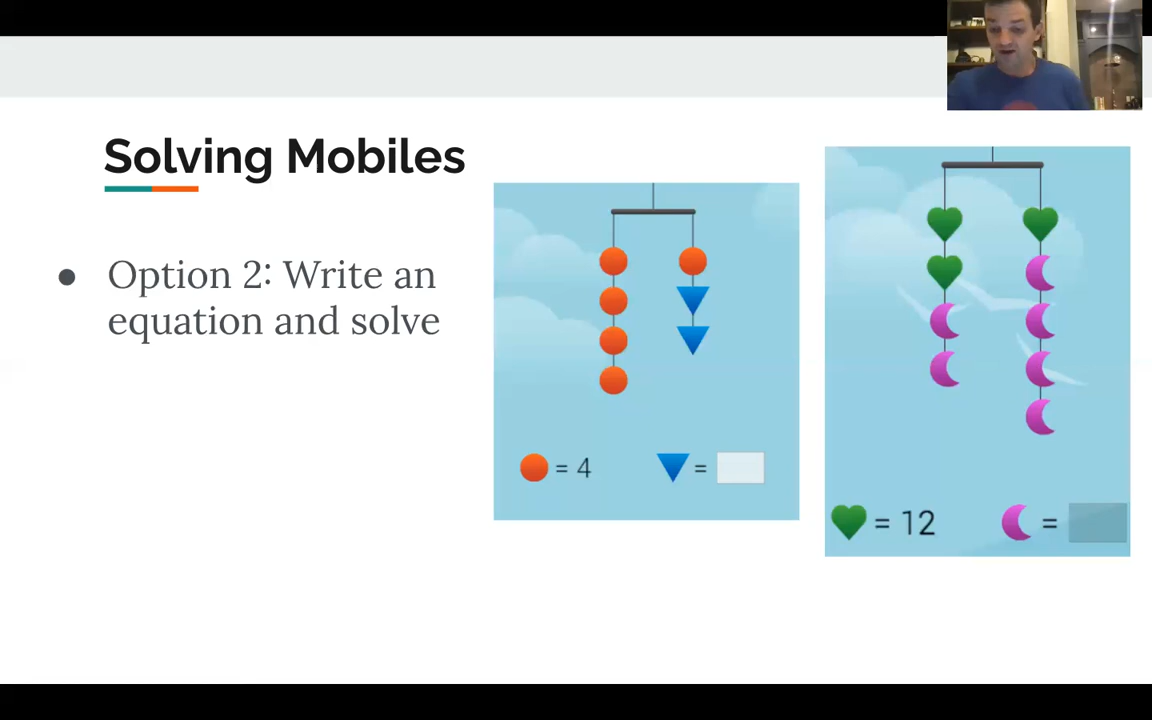 Solving Mobiles
● Option 2: Write an
equation and solve
= 4 =
= 12 =